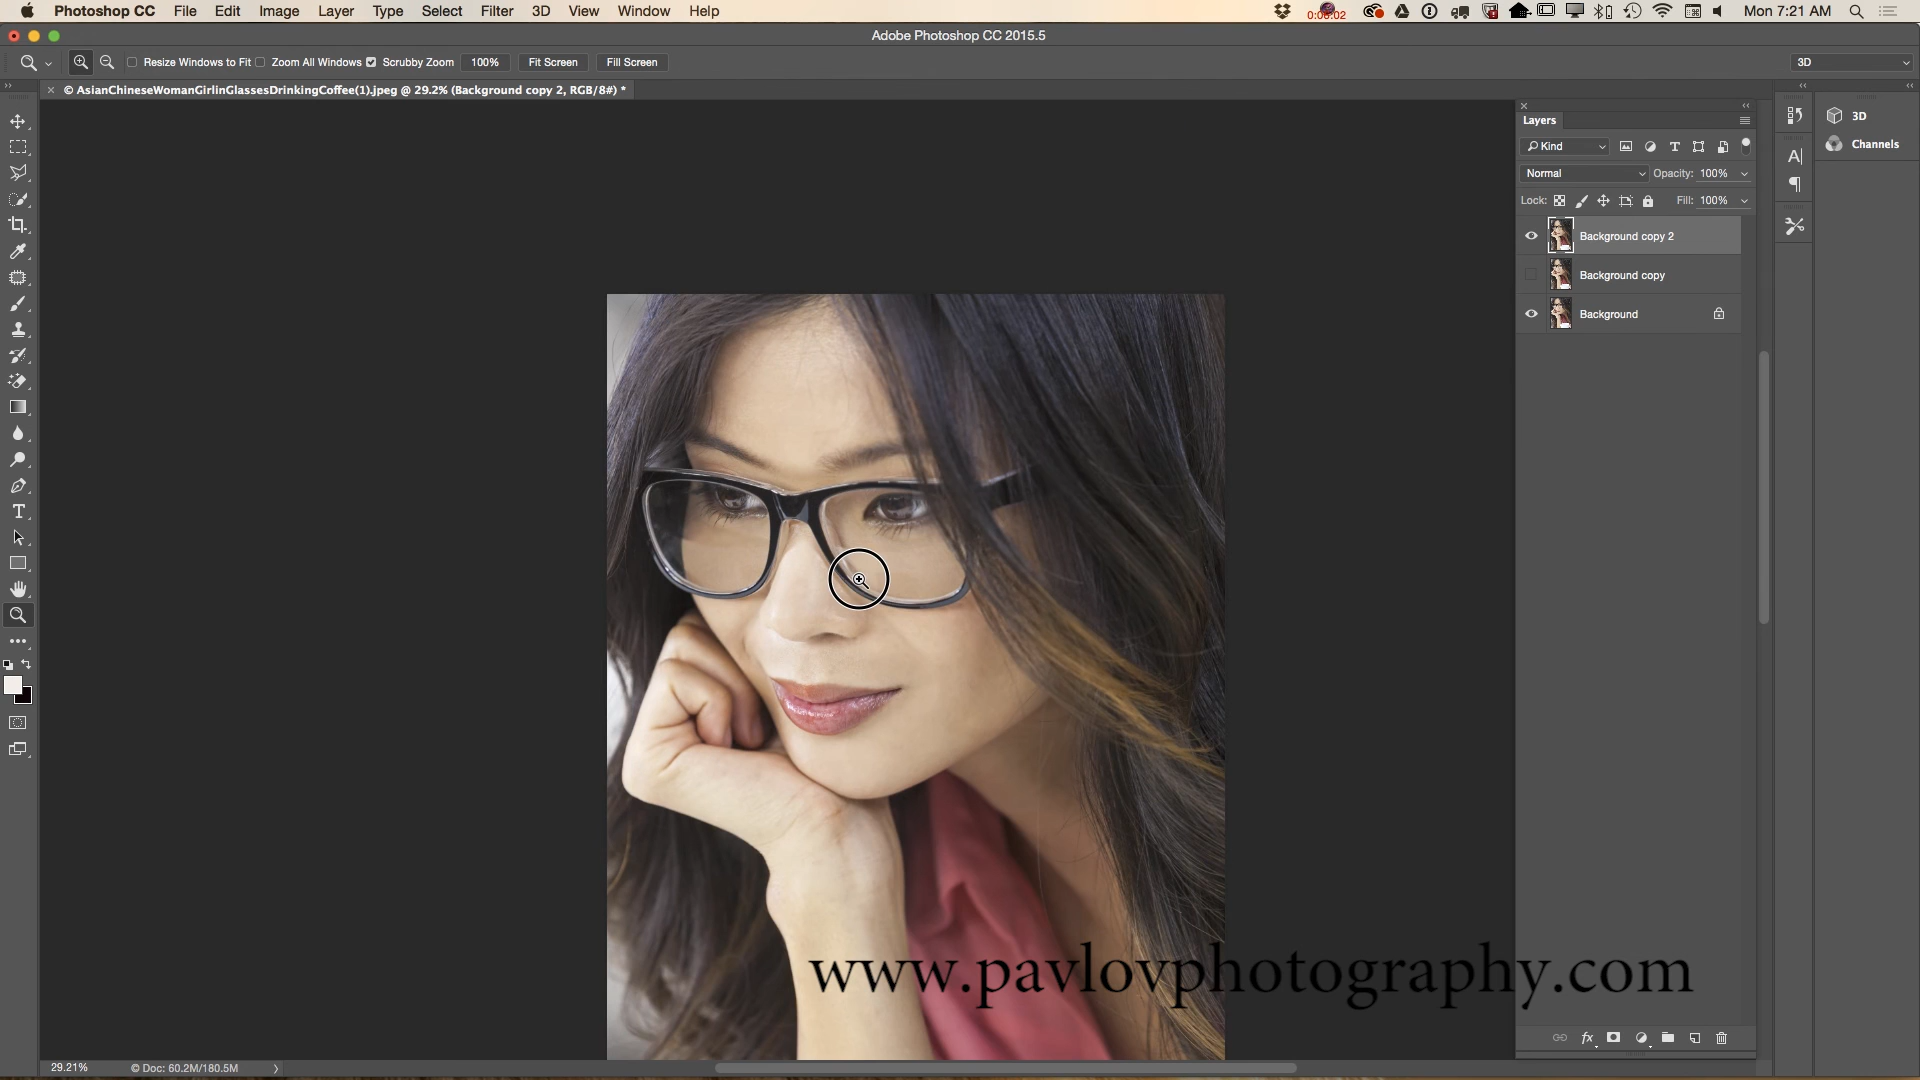 Photoshop CC File Edit Image Layer Type Select Filter 3D View Window Help Mon 7:21 AM
Adobe Photoshop CC 2015.5
Resize Windows to Fit Zoom All Windows Scrubby Zoom 100% Fit Screen Fill Screen 3D
© AsianChineseWomanGirlinGlassesDrinkingCoffee(1).jpeg @ 29.2% (Background copy 2, RGB/8#) *
Layers
Kind
Normal Opacity: 100%
Lock: Fill: 100%
Background copy 2
Background copy
Background
3D
Channels
www.pavlovphotography.com
29.21% © Doc: 60.2M/180.5M